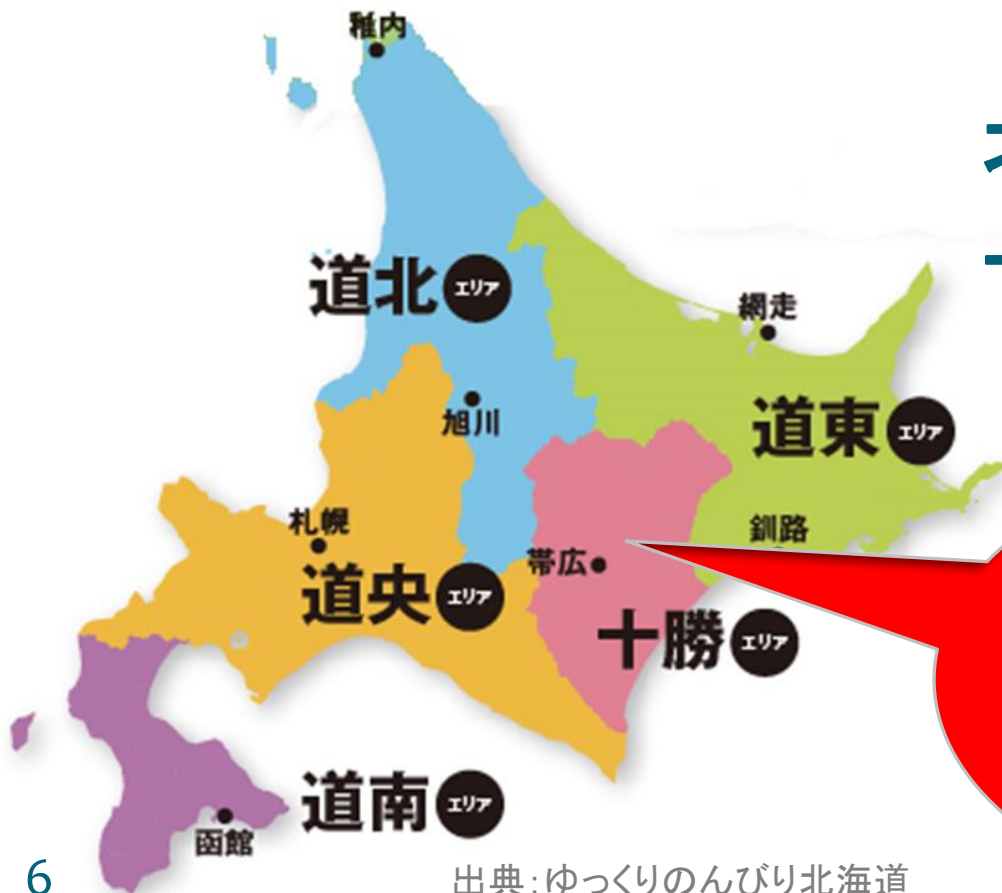 稚内
道北 エリア
網走
旭川
道東 エリア
札幌
釧路
帯広
道央 エリア
十勝 エリア
道南 エリア
函館
6
出典:ゆっくりのんびり北海道